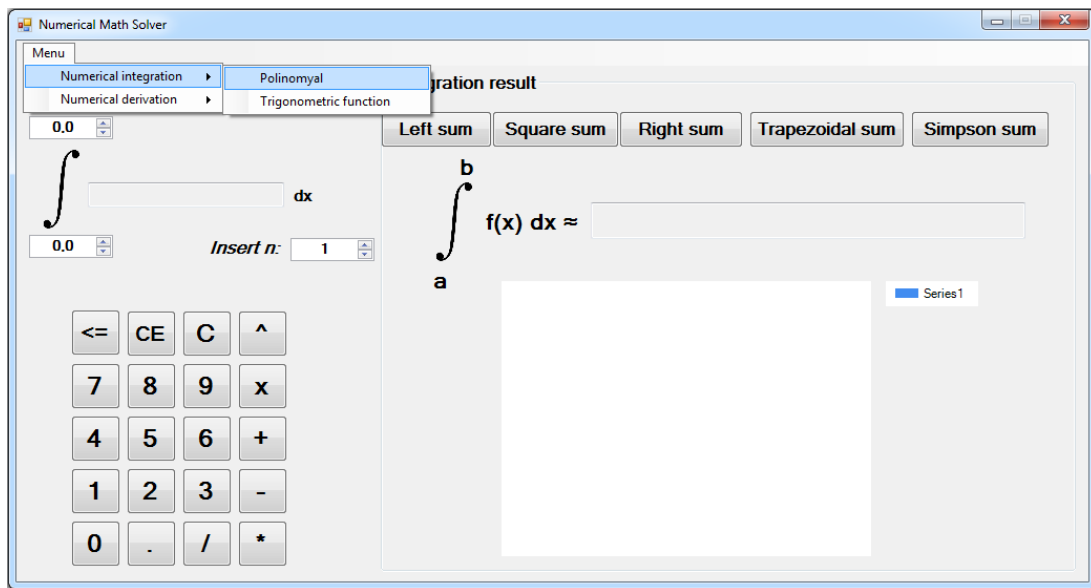 Numerical Math Solver
Menu
Numerical integration
Polinomyal
Numerical derivation
Trigonometric function
gration result
0.0
Left sum Square sum Right sum Trapezoidal sum Simpson sum
∫ dx
0.0
Insert n: 1
b
∫ f(x) dx ≈
a
Series1
<= CE C ^
7 8 9 x
4 5 6 +
1 2 3 -
0 . / *